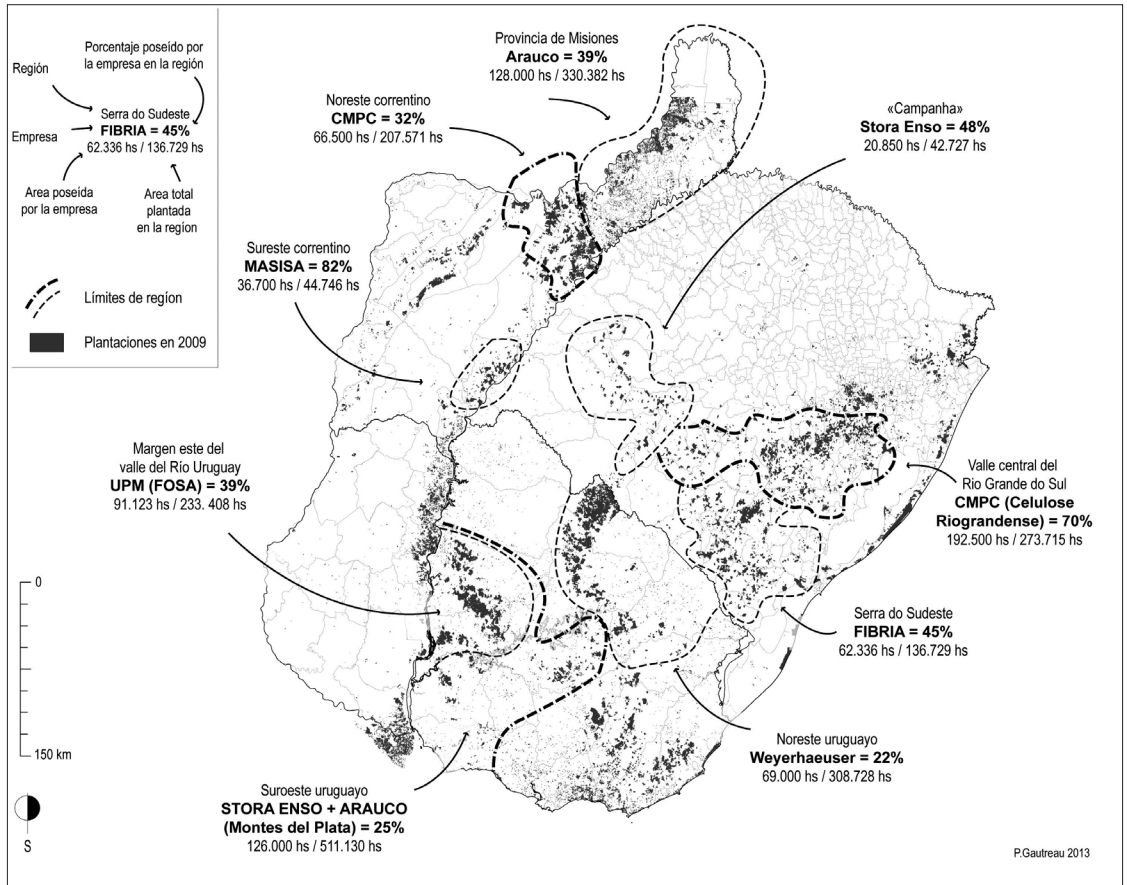 Porcentaje poseído por
la empresa en la región
Región
Serra do Sudeste
FIBRIA = 45%
62.336 hs / 136.729 hs
Empresa
Area poseída
por la empresa
Area total
plantada
en la regíon
Límites de regíon
Plantaciones en 2009
Provincia de Misiones
Arauco = 39%
128.000 hs / 330.382 hs
Noreste correntino
CMPC = 32%
66.500 hs / 207.571 hs
«Campanha»
Stora Enso = 48%
20.850 hs / 42.727 hs
Sureste correntino
MASISA = 82%
36.700 hs / 44.746 hs
Margen este del
valle del Río Uruguay
UPM (FOSA) = 39%
91.123 hs / 233. 408 hs
Valle central del
Rio Grande do Sul
CMPC (Celulose
Riograndense) = 70%
192.500 hs / 273.715 hs
Serra do Sudeste
FIBRIA = 45%
62.336 hs / 136.729 hs
Noreste uruguayo
Weyerhaeuser = 22%
69.000 hs / 308.728 hs
Suroeste uruguayo
STORA ENSO + ARAUCO
(Montes del Plata) = 25%
126.000 hs / 511.130 hs
0
150 km
S
P.Gautreau 2013